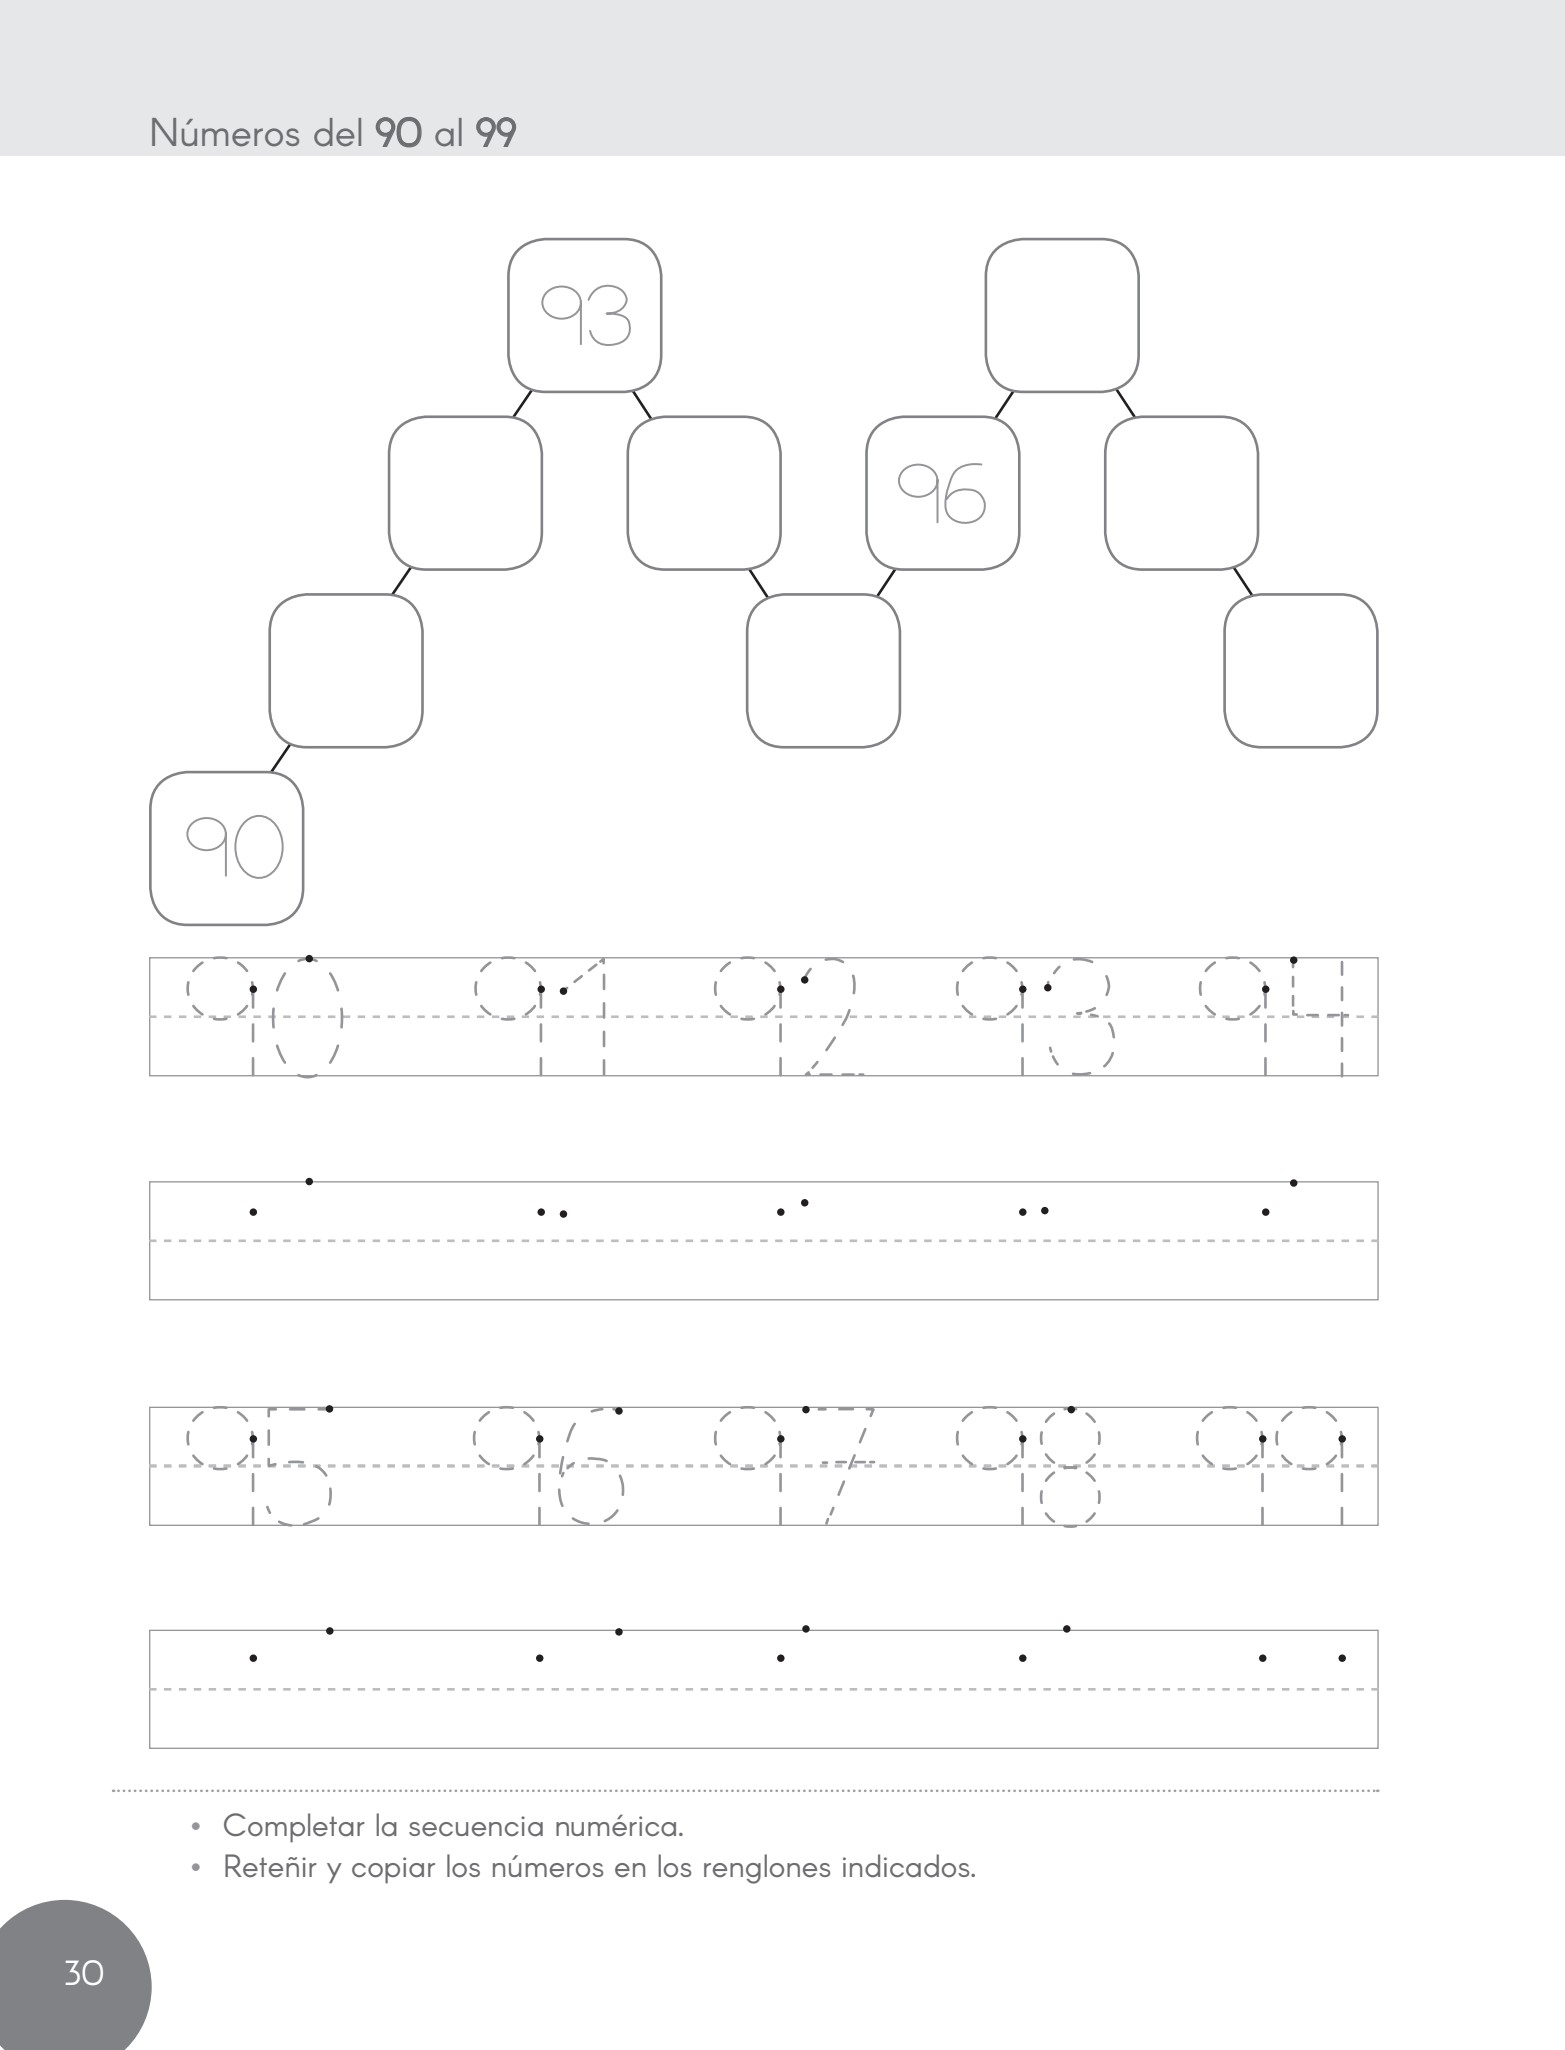 Números del 90 al 99
93
96
90
90 91 92 93 94
95 96 97 98 99
• Completar la secuencia numérica.
• Reteñir y copiar los números en los renglones indicados.
30